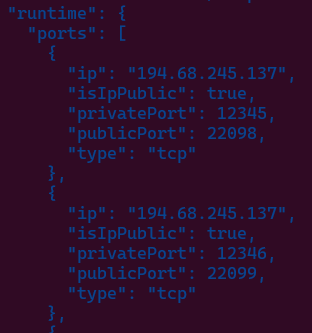 "runtime": {
"ports": [
{
"ip": "194.68.245.137",
"isIpPublic": true,
"privatePort": 12345,
"publicPort": 22098,
"type": "tcp"
},
{
"ip": "194.68.245.137",
"isIpPublic": true,
"privatePort": 12346,
"publicPort": 22099,
"type": "tcp"
},
{